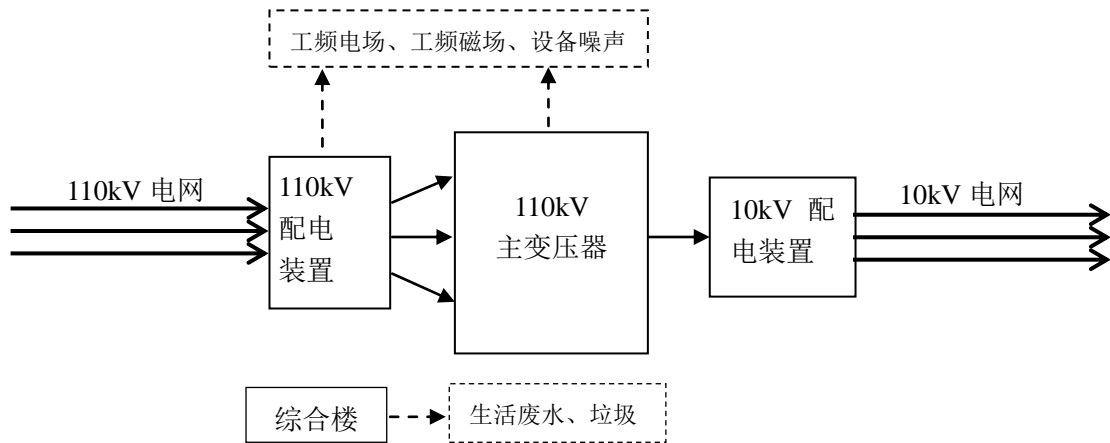 工频电场、工频磁场、设备噪声
110kV 电网
110kV
配电
装置
110kV
主变压器
10kV 配
电装置
10kV 电网
综合楼
生活废水、垃圾